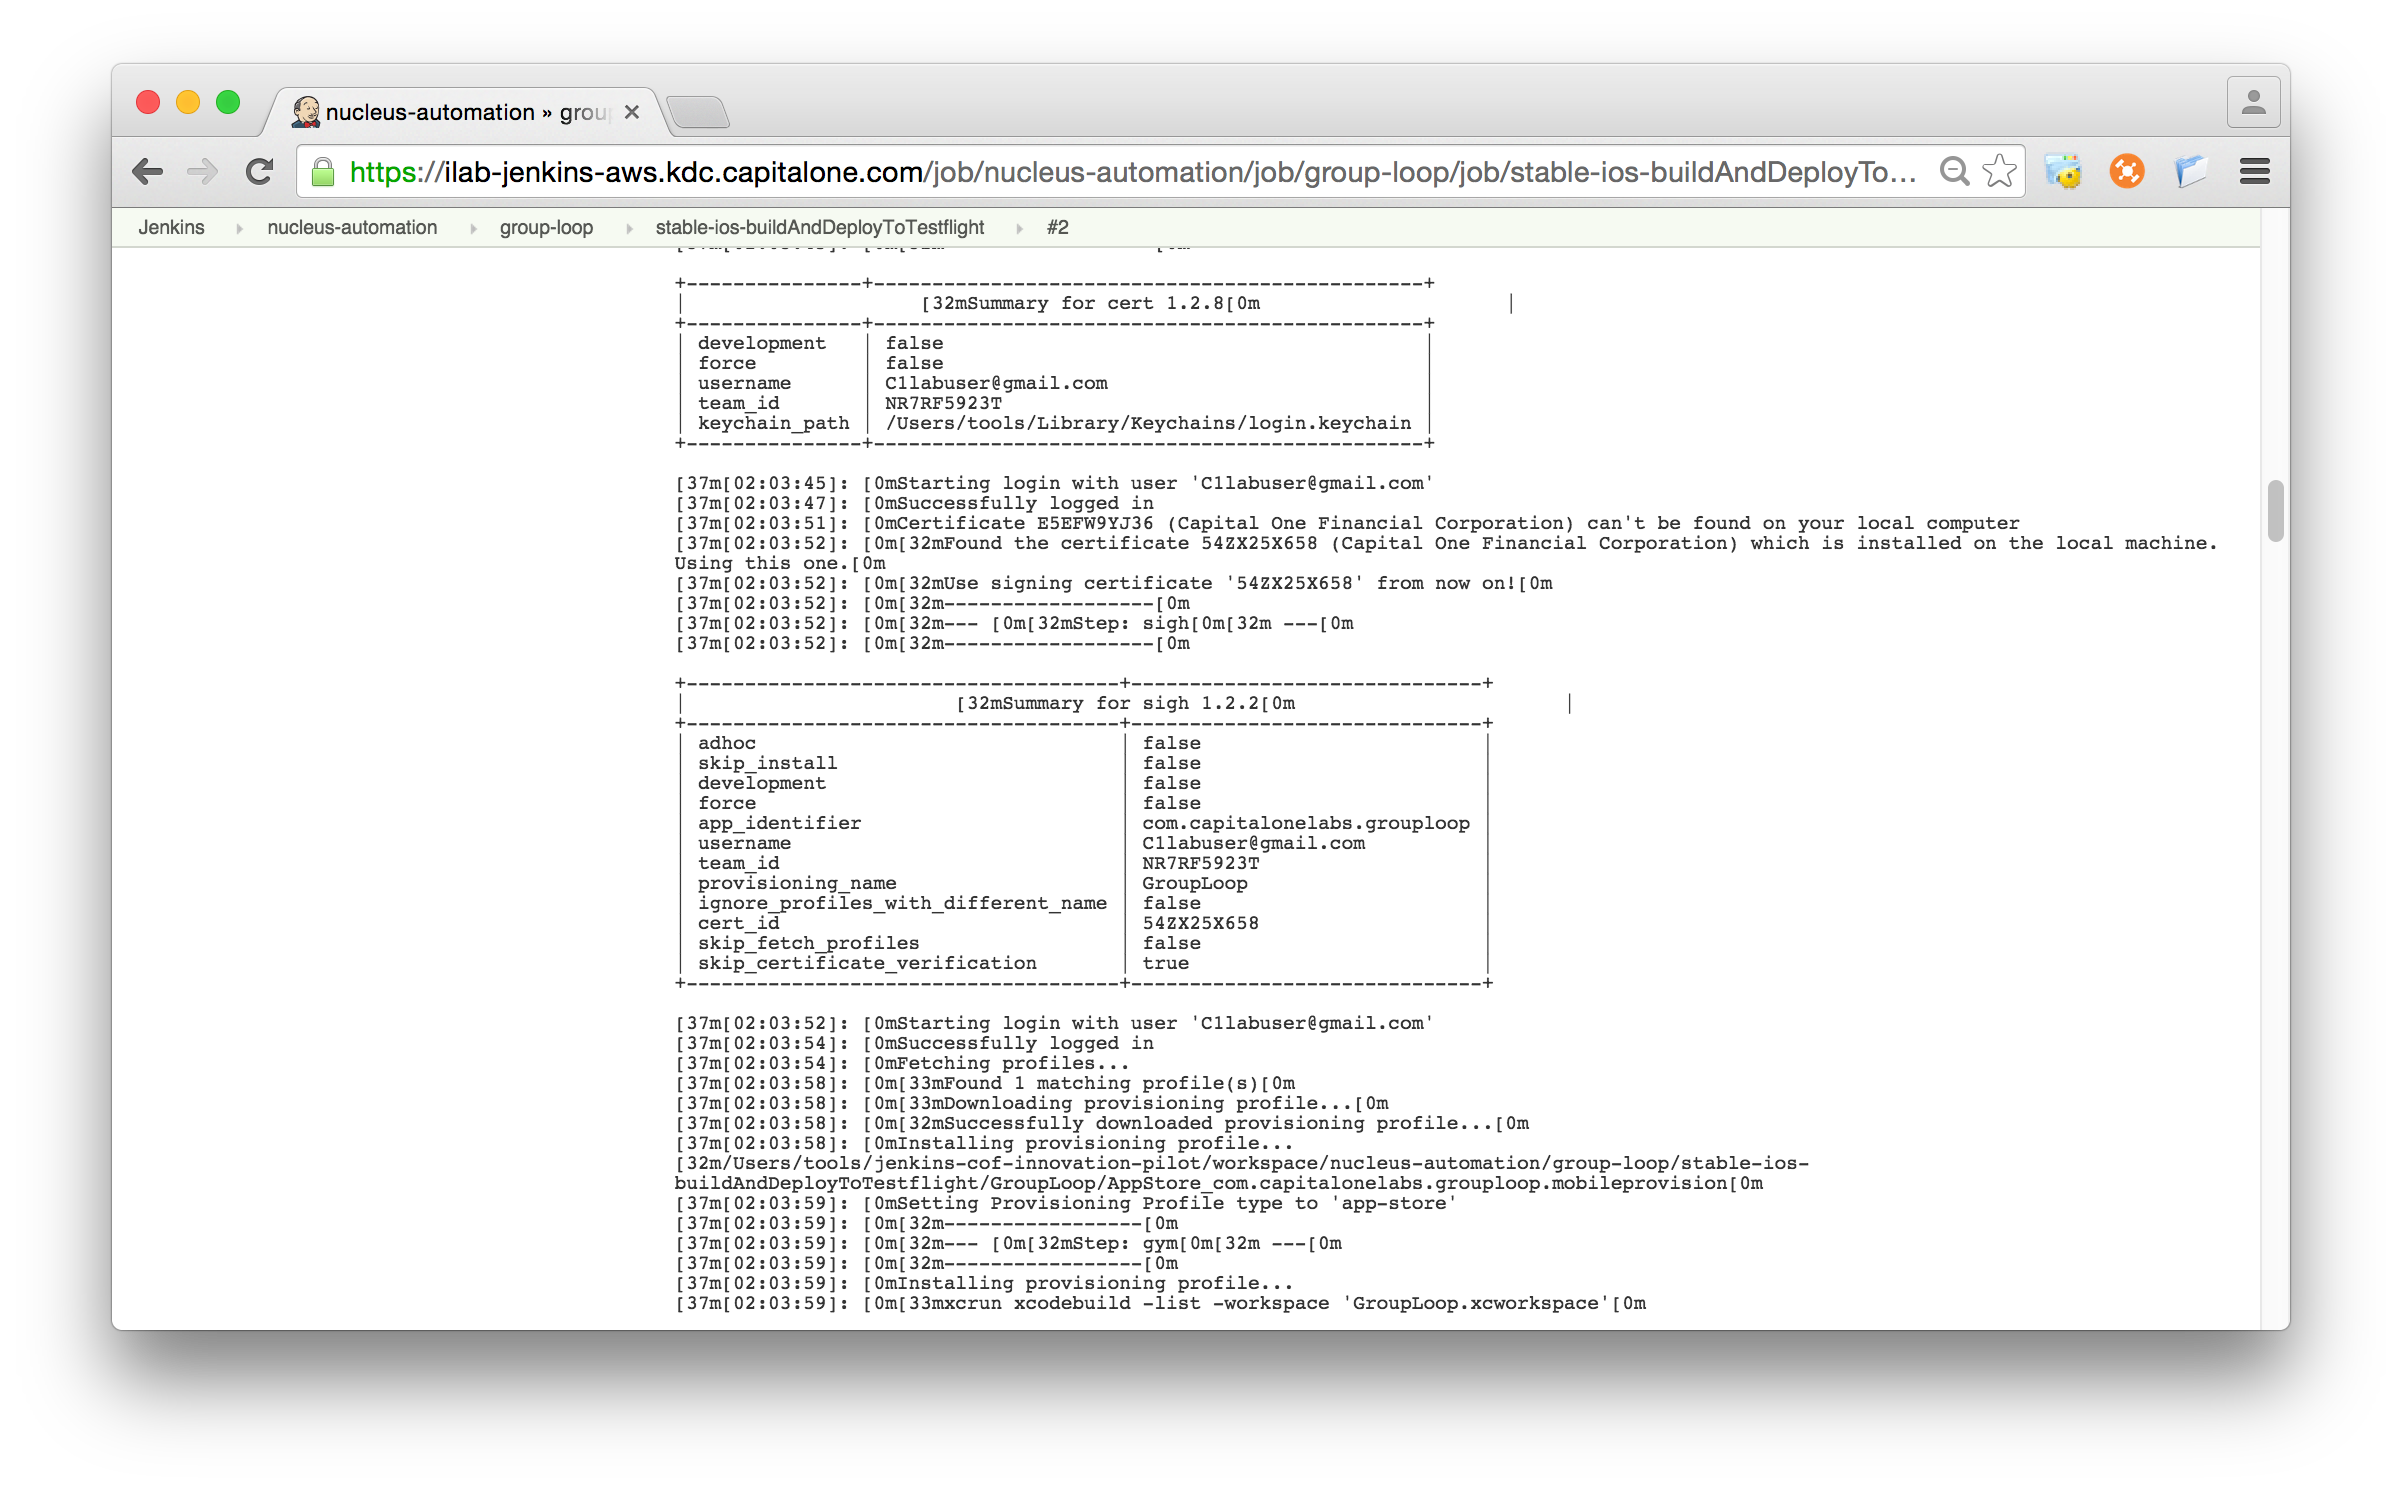 nucleus-automation » grou
https://ilab-jenkins-aws.kdc.capitalone.com/job/nucleus-automation/job/group-loop/job/stable-ios-buildAndDeployTo...
Jenkins nucleus-automation group-loop stable-ios-buildAndDeployToTestflight #2
+---------------+-----------------------------------------------+
| [32mSummary for cert 1.2.8[0m |
+---------------+-----------------------------------------------+
| development | false |
| force | false |
| username | C1labuser@gmail.com |
| team_id | NR7RF5923T |
| keychain_path | /Users/tools/Library/Keychains/login.keychain |
+---------------+-----------------------------------------------+
[37m[02:03:45]: [0mStarting login with user 'C1labuser@gmail.com'
[37m[02:03:47]: [0mSuccessfully logged in
[37m[02:03:51]: [0mCertificate E5EFW9YJ36 (Capital One Financial Corporation) can't be found on your local computer
[37m[02:03:52]: [0m[32mFound the certificate 54ZX25X658 (Capital One Financial Corporation) which is installed on the local machine.
Using this one.[0m
[37m[02:03:52]: [0m[32mUse signing certificate '54ZX25X658' from now on![0m
[37m[02:03:52]: [0m[32m------------------[0m
[37m[02:03:52]: [0m[32m--- [0m[32mStep: sigh[0m[32m ---[0m
[37m[02:03:52]: [0m[32m------------------[0m
+-------------------------------------+------------------------------+
| [32mSummary for sigh 1.2.2[0m |
+-------------------------------------+------------------------------+
| adhoc | false |
| skip_install | false |
| development | false |
| force | false |
| app_identifier | com.capitalonelabs.grouploop |
| username | C1labuser@gmail.com |
| team_id | NR7RF5923T |
| provisioning_name | GroupLoop |
| ignore_profiles_with_different_name | false |
| cert_id | 54ZX25X658 |
| skip_fetch_profiles | false |
| skip_certificate_verification | true |
+-------------------------------------+------------------------------+
[37m[02:03:52]: [0mStarting login with user 'C1labuser@gmail.com'
[37m[02:03:54]: [0mSuccessfully logged in
[37m[02:03:54]: [0mFetching profiles...
[37m[02:03:58]: [0m[33mFound 1 matching profile(s)[0m
[37m[02:03:58]: [0m[33mDownloading provisioning profile...[0m
[37m[02:03:58]: [0m[32mSuccessfully downloaded provisioning profile...[0m
[37m[02:03:58]: [0mInstalling provisioning profile...
[32m/Users/tools/jenkins-cof-innovation-pilot/workspace/nucleus-automation/group-loop/stable-ios-
buildAndDeployToTestflight/GroupLoop/AppStore_com.capitalonelabs.grouploop.mobileprovision[0m
[37m[02:03:59]: [0mSetting Provisioning Profile type to 'app-store'
[37m[02:03:59]: [0m[32m-----------------[0m
[37m[02:03:59]: [0m[32m--- [0m[32mStep: gym[0m[32m ---[0m
[37m[02:03:59]: [0m[32m-----------------[0m
[37m[02:03:59]: [0mInstalling provisioning profile...
[37m[02:03:59]: [0m[33mxcrun xcodebuild -list -workspace 'GroupLoop.xcworkspace'[0m